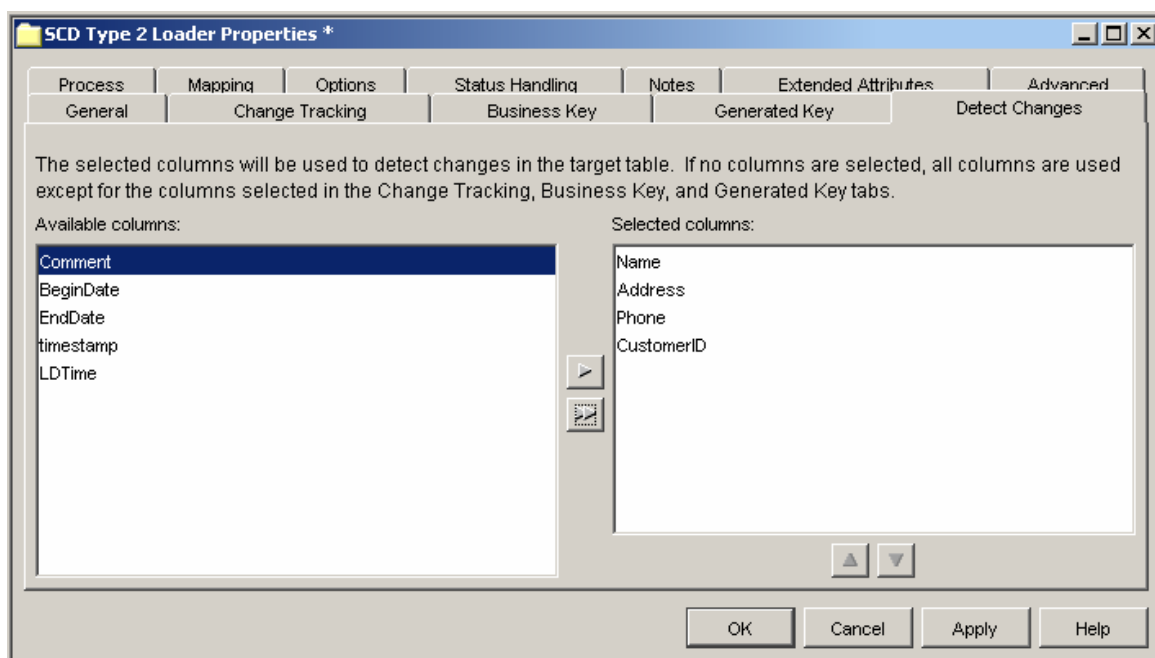 SCD Type 2 Loader Properties *
Process Mapping Options Status Handling Notes Extended Attributes Advanced
General Change Tracking Business Key Generated Key Detect Changes
The selected columns will be used to detect changes in the target table. If no columns are selected, all columns are used
except for the columns selected in the Change Tracking, Business Key, and Generated Key tabs.
Available columns:
Comment
BeginDate
EndDate
timestamp
LDTime
Selected columns:
Name
Address
Phone
CustomerID
OK Cancel Apply Help